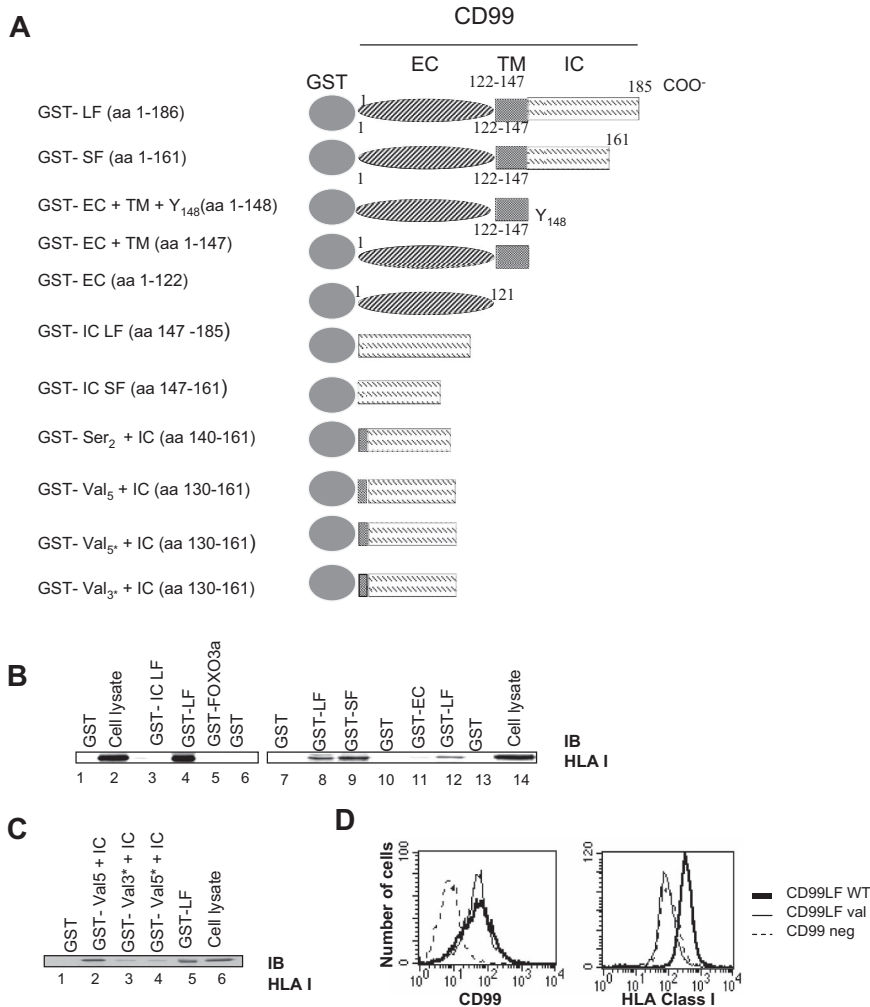 A
CD99
EC TM IC
GST 122-147 185 COO-
1
GST- LF (aa 1-186)
1 122-147
161
GST- SF (aa 1-161)
1 122-147
GST- EC + TM + Y148(aa 1-148)
Y148
122-147
GST- EC + TM (aa 1-147)
1
GST- EC (aa 1-122)
1 121
GST- IC LF (aa 147 -185)
GST- IC SF (aa 147-161)
GST- Ser2 + IC (aa 140-161)
GST- Val5 + IC (aa 130-161)
GST- Val5* + IC (aa 130-161)
GST- Val3* + IC (aa 130-161)
B
GST
Cell lysate
GST- IC LF
GST-LF
GST-FOXO3a
GST
GST
GST-LF
GST-SF
GST
GST-EC
GST-LF
GST
Cell lysate
IB
HLA I
1 2 3 4 5 6 7 8 9 10 11 12 13 14
C
GST
GST- Val5 + IC
GST- Val3* + IC
GST- Val5* + IC
GST-LF
Cell lysate
IB
HLA I
1 2 3 4 5 6
D
Number of cells
100
0
10^0 10^1 10^2 10^3 10^4
CD99
120
0
10^0 10^1 10^2 10^3 10^4
HLA Class I
CD99LF WT
CD99LF val
CD99 neg